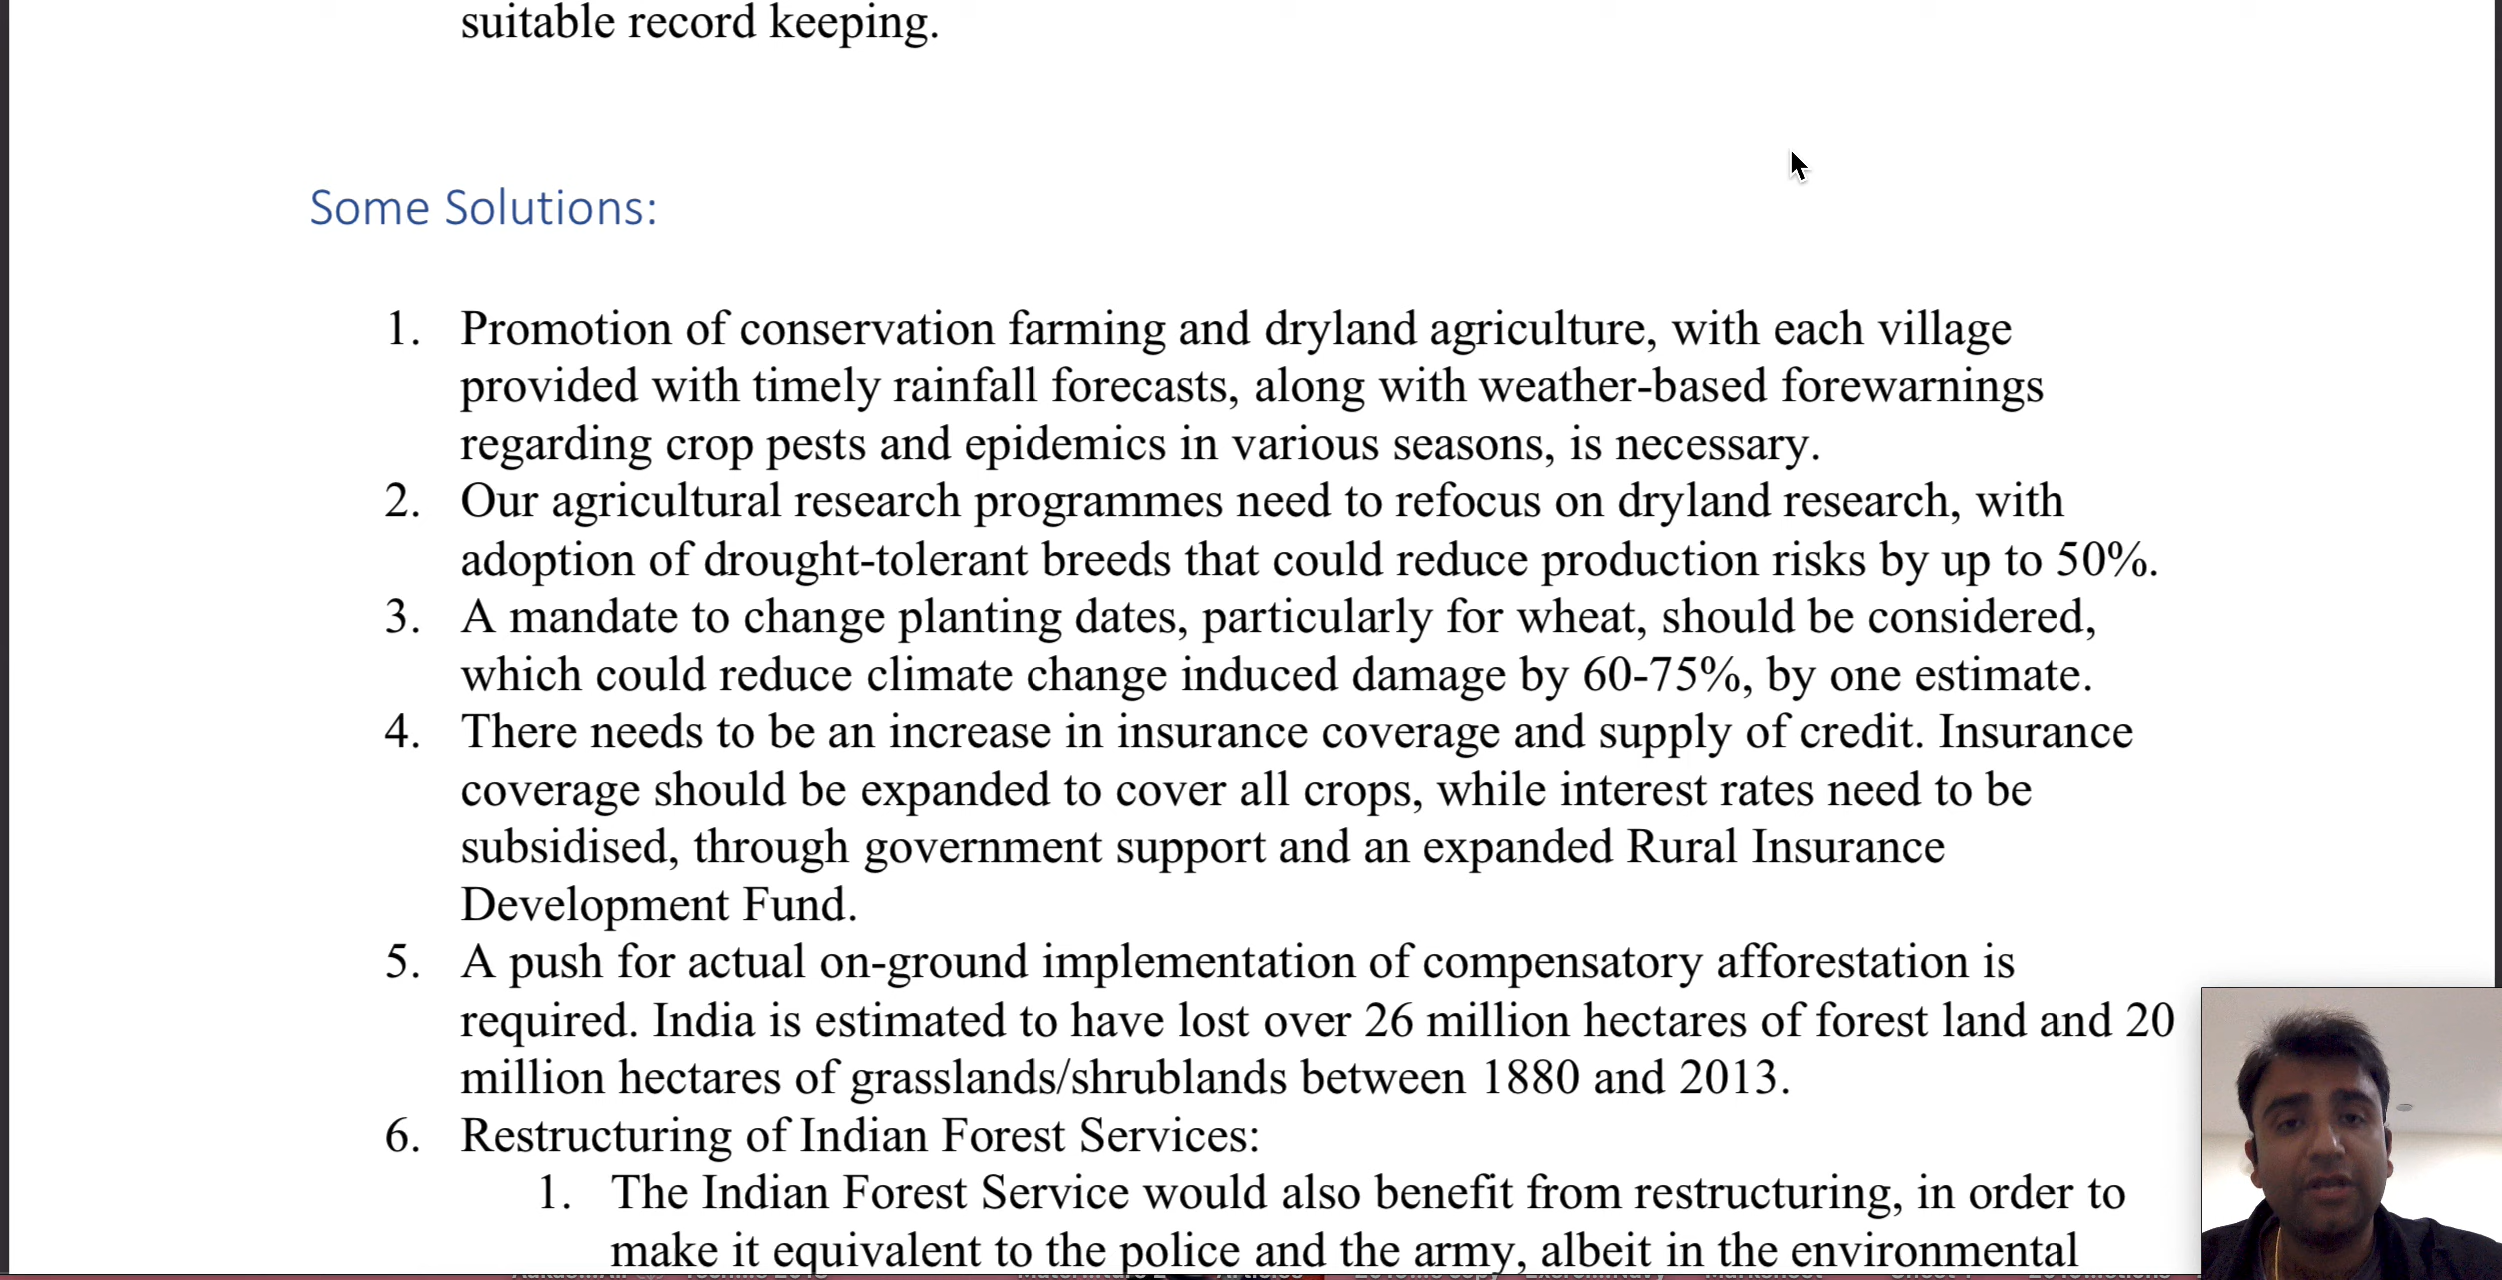 suitable record keeping.
Some Solutions:
1. Promotion of conservation farming and dryland agriculture, with each village
provided with timely rainfall forecasts, along with weather-based forewarnings
regarding crop pests and epidemics in various seasons, is necessary.
2. Our agricultural research programmes need to refocus on dryland research, with
adoption of drought-tolerant breeds that could reduce production risks by up to 50%.
3. A mandate to change planting dates, particularly for wheat, should be considered,
which could reduce climate change induced damage by 60-75%, by one estimate.
4. There needs to be an increase in insurance coverage and supply of credit. Insurance
coverage should be expanded to cover all crops, while interest rates need to be
subsidised, through government support and an expanded Rural Insurance
Development Fund.
5. A push for actual on-ground implementation of compensatory afforestation is
required. India is estimated to have lost over 26 million hectares of forest land and 20
million hectares of grasslands/shrublands between 1880 and 2013.
6. Restructuring of Indian Forest Services:
1. The Indian Forest Service would also benefit from restructuring, in order to
make it equivalent to the police and the army, albeit in the environmental